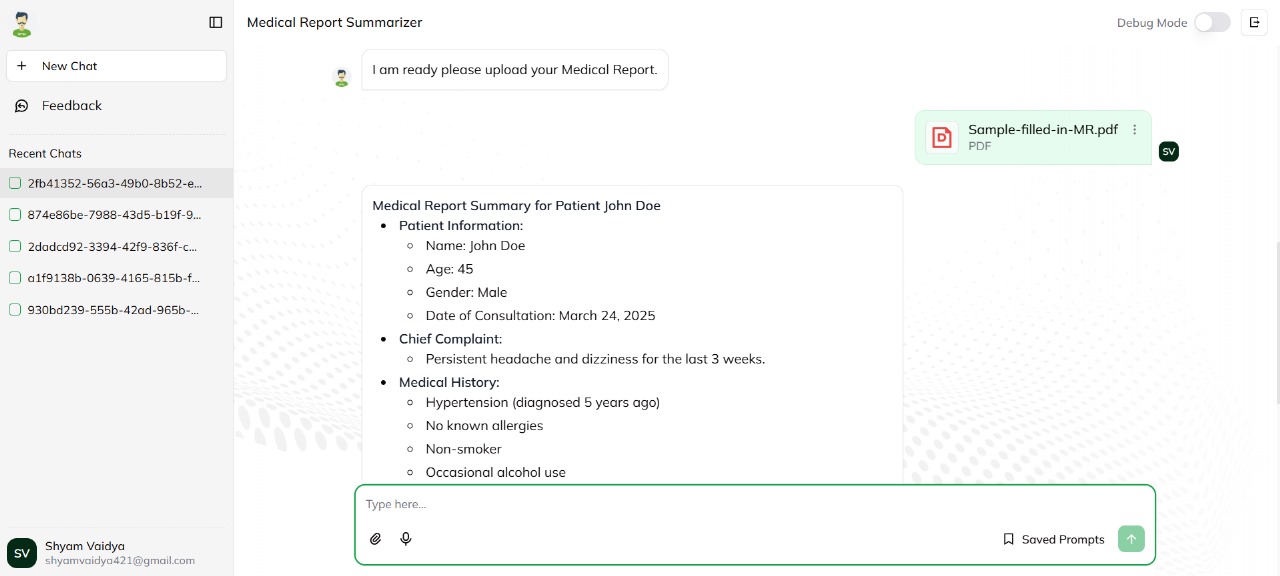 Medical Report Summarizer
Debug Mode
New Chat
Feedback
Recent Chats
2fb41352-56a3-49b0-8b52-e...
874e86be-7988-43d5-b19f-9...
2dadcd92-3394-42f9-836f-c...
a1f9138b-0639-4165-815b-f...
930bd239-555b-42ad-965b-...
SV
Shyam Vaidya
shyamvaidya421@gmail.com
I am ready please upload your Medical Report.
Sample-filled-in-MR.pdf
PDF
SV
Medical Report Summary for Patient John Doe
Patient Information:
Name: John Doe
Age: 45
Gender: Male
Date of Consultation: March 24, 2025
Chief Complaint:
Persistent headache and dizziness for the last 3 weeks.
Medical History:
Hypertension (diagnosed 5 years ago)
No known allergies
Non-smoker
Occasional alcohol use
Type here...
Saved Prompts